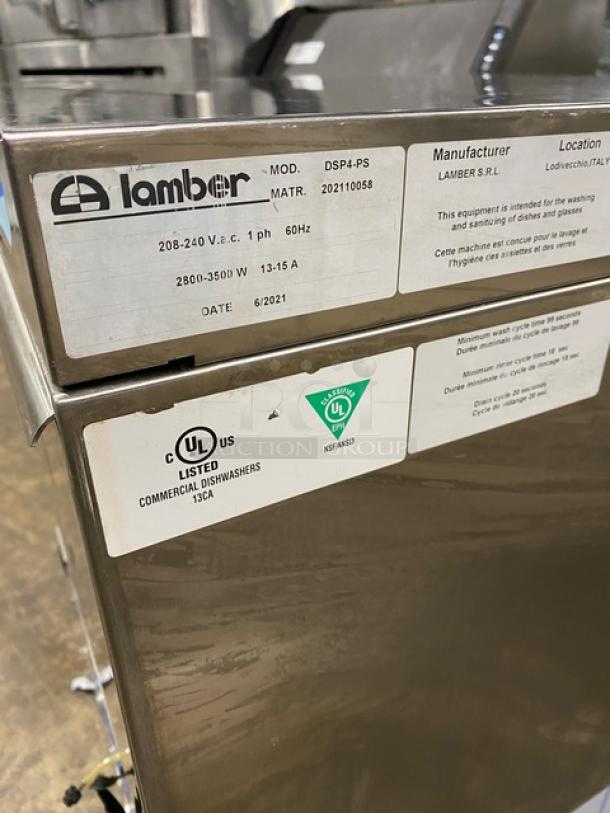 lamber
MOD. DSP4-PS
MATR. 202110058
208-240 V.a.c. 1 ph 60Hz
2800-3500 W 13-15 A
DATE 6/2021
Manufacturer Location
LAMBER S.R.L. Lodivecchio,ITALY
This equipment is intended for the washing
and sanitizing of dishes and glasses
Cette machine est concue pour le lavage et
l'hygiène des assiettes et des verres
C UL US
LISTED
COMMERCIAL DISHWASHERS
13CA
CLASSIFIED
UL
EPH
NSF/ANSI3
Minimum wash cycle time 99 seconds
Durée minimale du cycle de lavage 99
Minimum rinse cycle time 18 sec
Durée minimale du cycle de rincage 18 sec
Drain cycle 20 seconds
Cycle de vidange 20 sec.
AUCTION GROUP